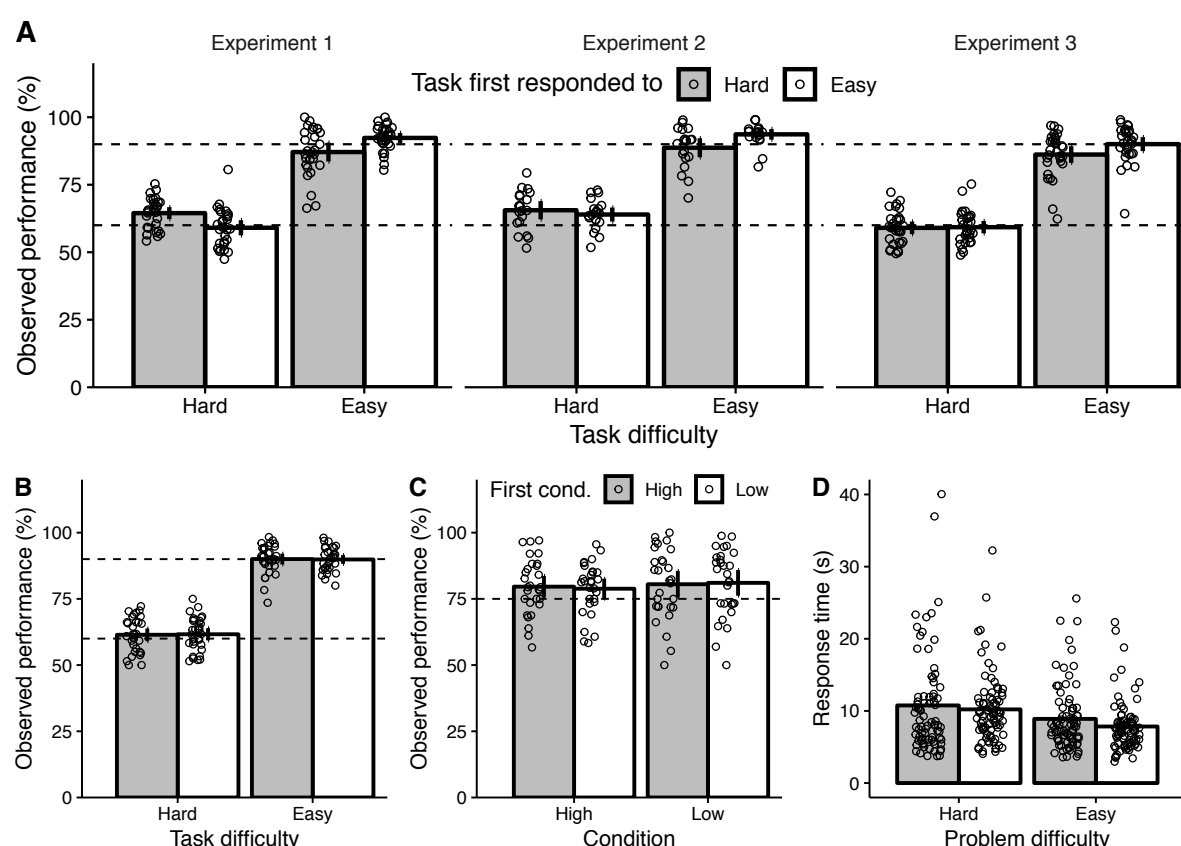 A
Experiment 1 Experiment 2 Experiment 3
Task first responded to Hard Easy
Observed performance (%)
100
75
50
25
0
Hard Easy Hard Easy Hard Easy
Task difficulty
B
Observed performance (%)
100
75
50
25
0
Hard Easy
Task difficulty
C
First cond. High Low
Observed performance (%)
100
75
50
25
0
High Low
Condition
D
Response time (s)
40
30
20
10
0
Hard Easy
Problem difficulty